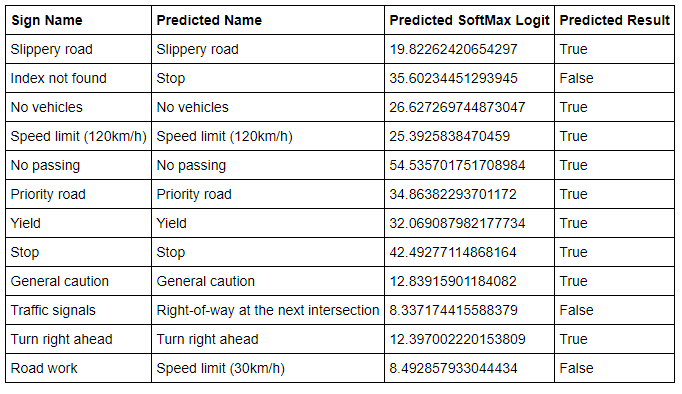 Sign Name Predicted Name Predicted SoftMax Logit Predicted Result
Slippery road Slippery road 19.82262420654297 True
Index not found Stop 35.60234451293945 False
No vehicles No vehicles 26.627269744873047 True
Speed limit (120km/h) Speed limit (120km/h) 25.3925838470459 True
No passing No passing 54.535701751708984 True
Priority road Priority road 34.86382293701172 True
Yield Yield 32.069087982177734 True
Stop Stop 42.49277114868164 True
General caution General caution 12.83915901184082 True
Traffic signals Right-of-way at the next intersection 8.337174415588379 False
Turn right ahead Turn right ahead 12.397002220153809 True
Road work Speed limit (30km/h) 8.492857933044434 False